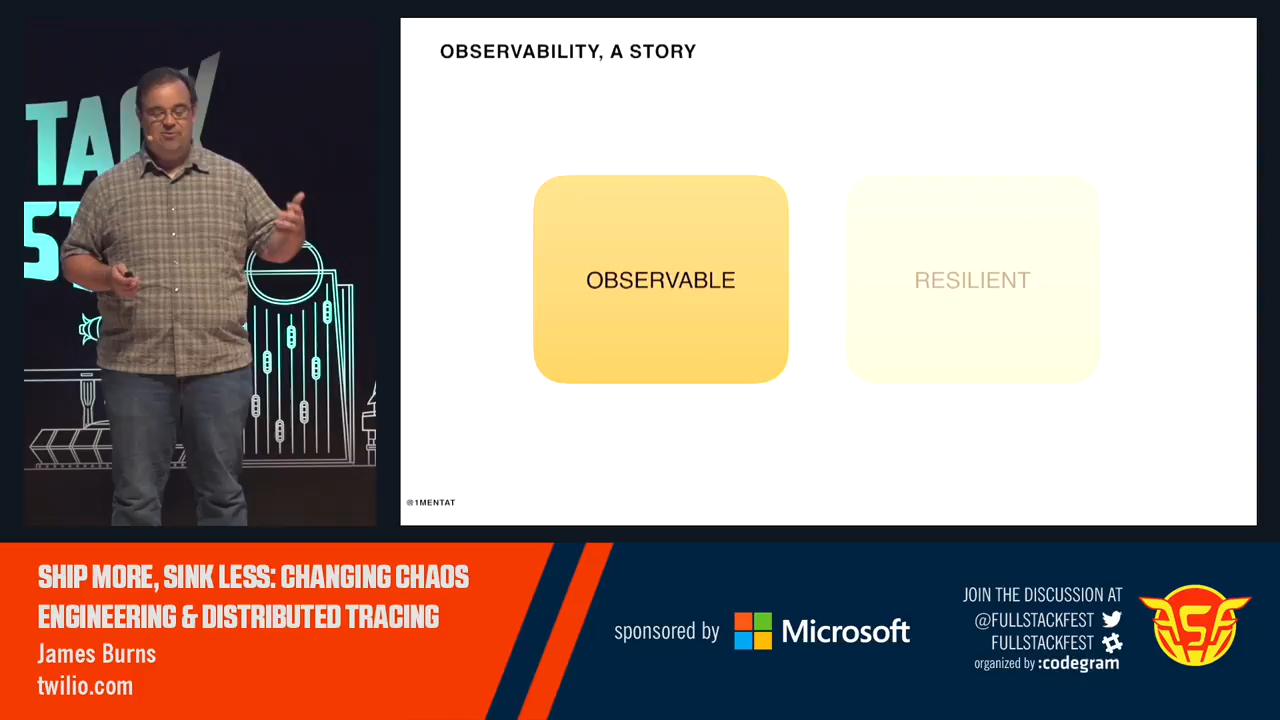 TACK
OBSERVABILITY, A STORY
OBSERVABLE
RESILIENT
@1MENTAT
SHIP MORE, SINK LESS: CHANGING CHAOS
ENGINEERING & DISTRIBUTED TRACING
James Burns
twilio.com
sponsored by Microsoft
JOIN THE DISCUSSION AT
@FULLSTACKFEST
FULLSTACKFEST
organized by :codegram